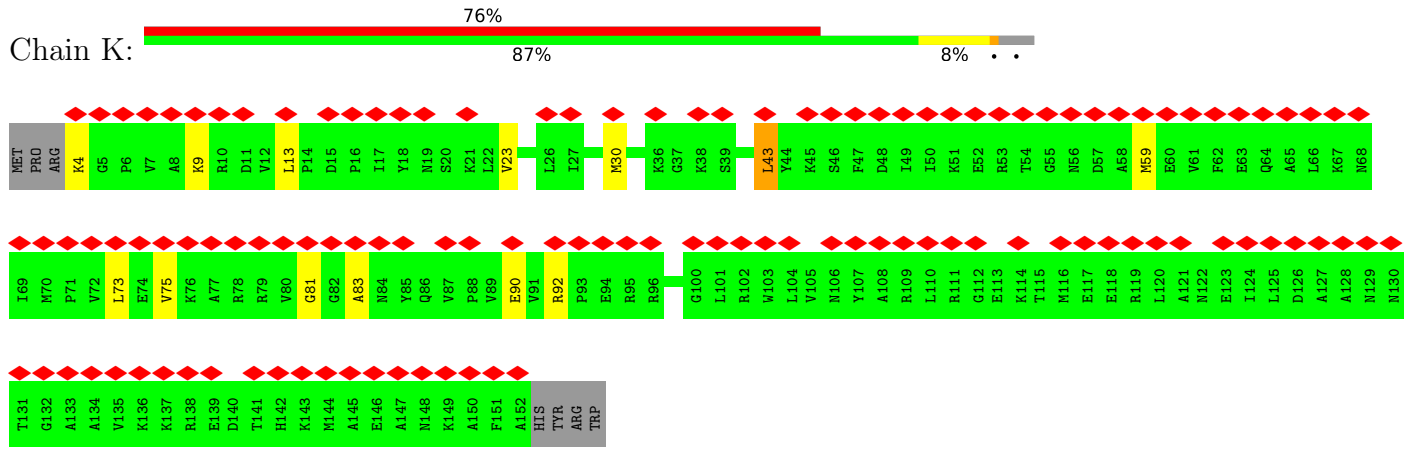 76%
Chain K:
87% 8% • •
MET PRO ARG K4 G5 P6 V7 A8 K9 R10 D11 V12 L13 P14 D15 P16 I17 Y18 N19 S20 K21 L22 V23 L26 I27 M30 K36 G37 K38 S39 L43 Y44 K45 S46 F47 D48 I49 I50 K51 E52 R53 T54 G55 N56 D57 A58 M59 E60 V61 F62 E63 Q64 A65 L66 K67 N68
I69 M70 P71 V72 L73 E74 V75 K76 A77 R78 R79 V80 G81 G82 A83 N84 Y85 Q86 V87 P88 V89 E90 V91 R92 P93 E94 R95 R96 G100 L101 R102 W103 L104 V105 N106 Y107 A108 R109 L110 R111 G112 E113 K114 T115 M116 E117 E118 R119 L120 A121 N122 E123 I124 L125 D126 A127 A128 N129 N130
T131 G132 A133 A134 V135 K136 K137 R138 E139 D140 T141 H142 K143 M144 A145 E146 A147 N148 K149 A150 F151 A152 HIS TYR ARG TRP